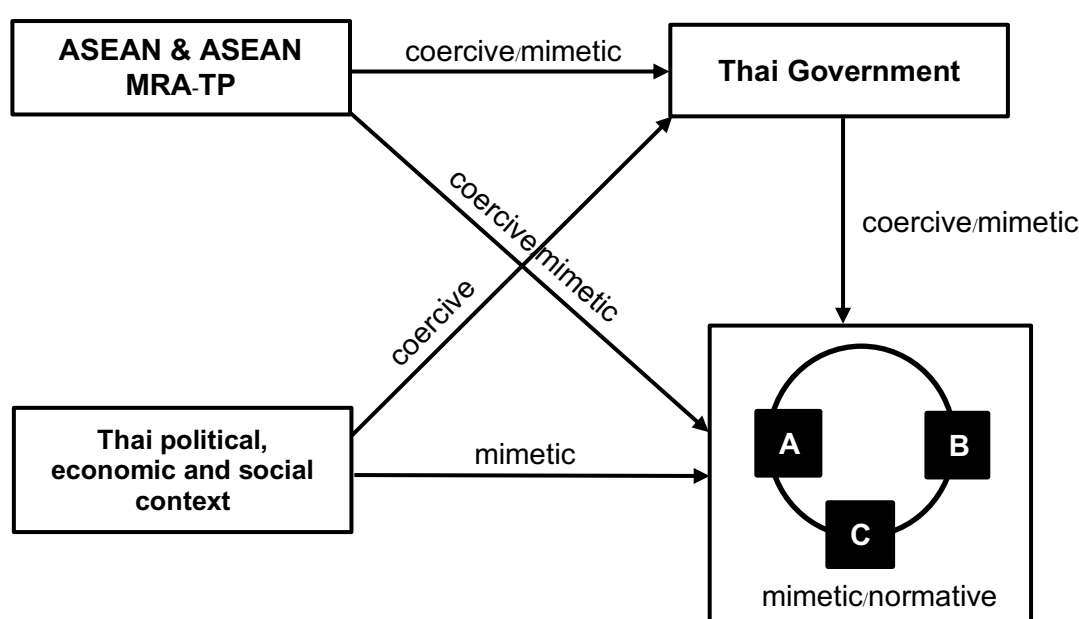 ASEAN & ASEAN
MRA-TP
coercive/mimetic
Thai Government
coercive/mimetic
coercive/mimetic
coercive
Thai political,
economic and social
context
mimetic
A
B
C
mimetic/normative